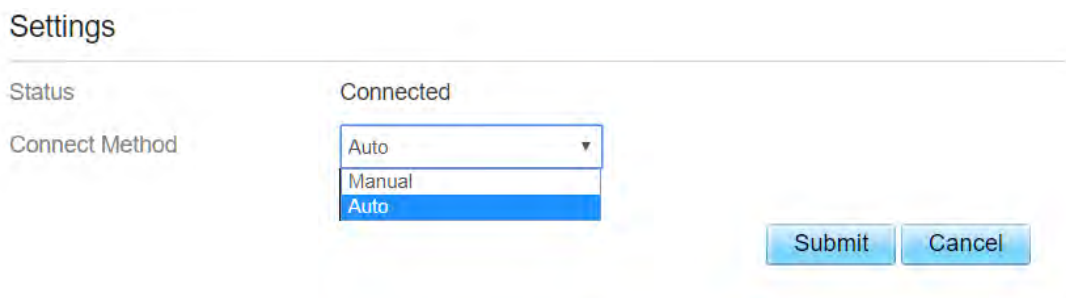 Settings
Status Connected
Connect Method Auto
Manual
Auto
Submit Cancel